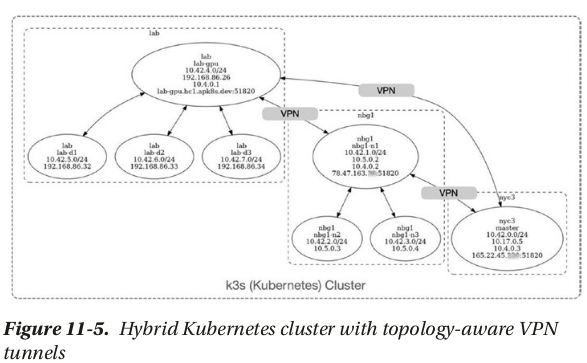 lab
lab
lab-gpu
10.42.4.0/24
192.168.86.26
10.4.0.1
lab-gpu.hc1.apk8s.dev:51820
VPN
VPN
nbg1
lab
lab-d1
10.42.5.0/24
192.168.86.32
lab
lab-d2
10.42.6.0/24
192.168.86.33
lab
lab-d3
10.42.7.0/24
192.168.86.34
nbg1
nbg1-n1
10.42.1.0/24
10.5.0.2
10.4.0.2
78.47.163. :51820
VPN
nbg1
nbg1-n2
10.42.2.0/24
10.5.0.3
nbg1
nbg1-n3
10.42.3.0/24
10.5.0.4
nyc3
master
10.42.0.0/24
10.17.0.5
10.4.0.3
165.22.45. :51820
k3s (Kubernetes) Cluster
Figure 11-5. Hybrid Kubernetes cluster with topology-aware VPN
tunnels